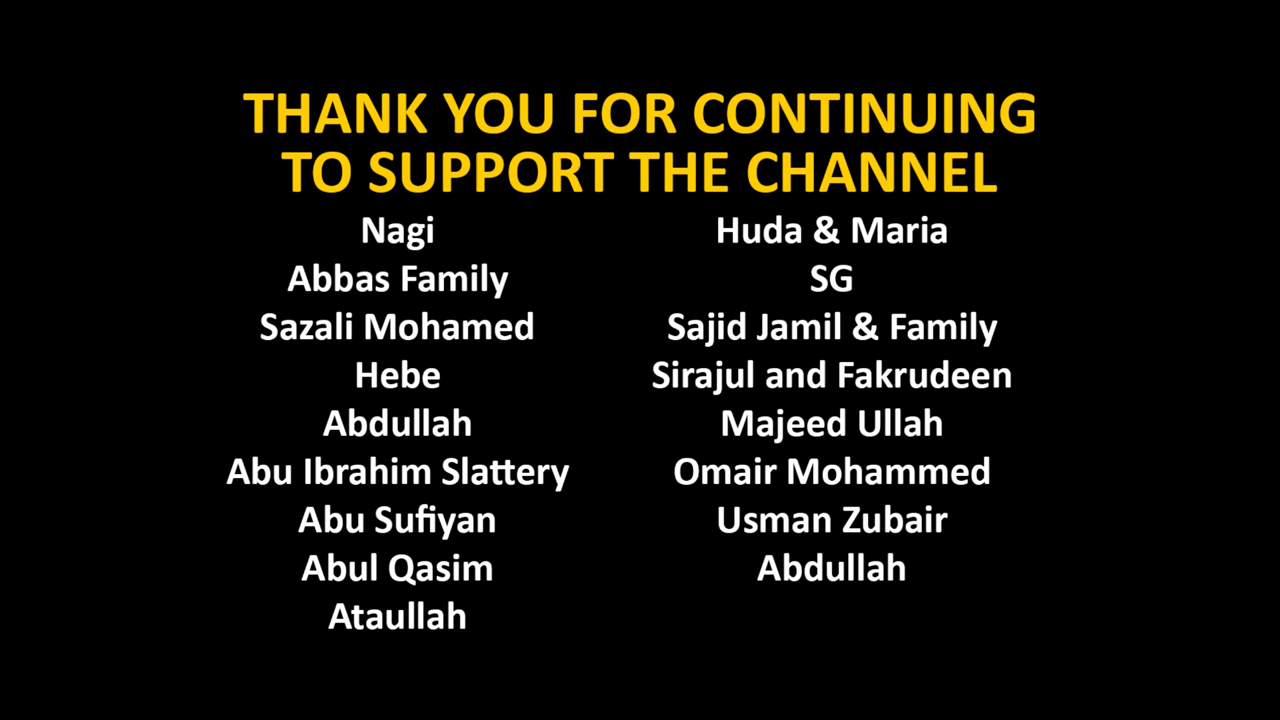 THANK YOU FOR CONTINUING
TO SUPPORT THE CHANNEL
Nagi
Abbas Family
Sazali Mohamed
Hebe
Abdullah
Abu Ibrahim Slattery
Abu Sufiyan
Abul Qasim
Ataullah
Huda & Maria
SG
Sajid Jamil & Family
Sirajul and Fakrudeen
Majeed Ullah
Omair Mohammed
Usman Zubair
Abdullah